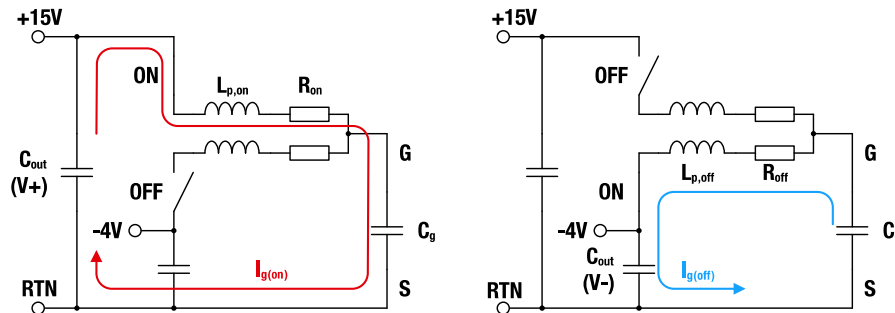 +15V
ON
Lp,on
Ron
Cout
(V+)
OFF
G
-4V
Cg
Ig(on)
RTN
S
+15V
OFF
G
Lp,off
Roff
ON
-4V
C
Cout
(V-)
Ig(off)
RTN
S